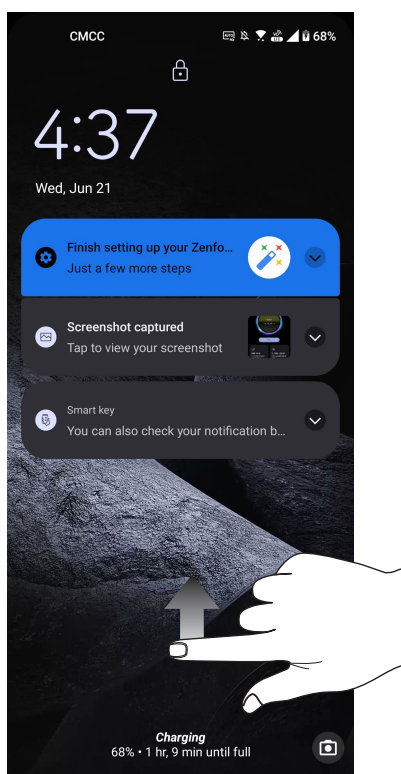 CMCC 68%
4:37
Wed, Jun 21
Finish setting up your Zenfo...
Just a few more steps
Screenshot captured
Tap to view your screenshot
Smart key
You can also check your notification b...
Charging
68% • 1 hr, 9 min until full